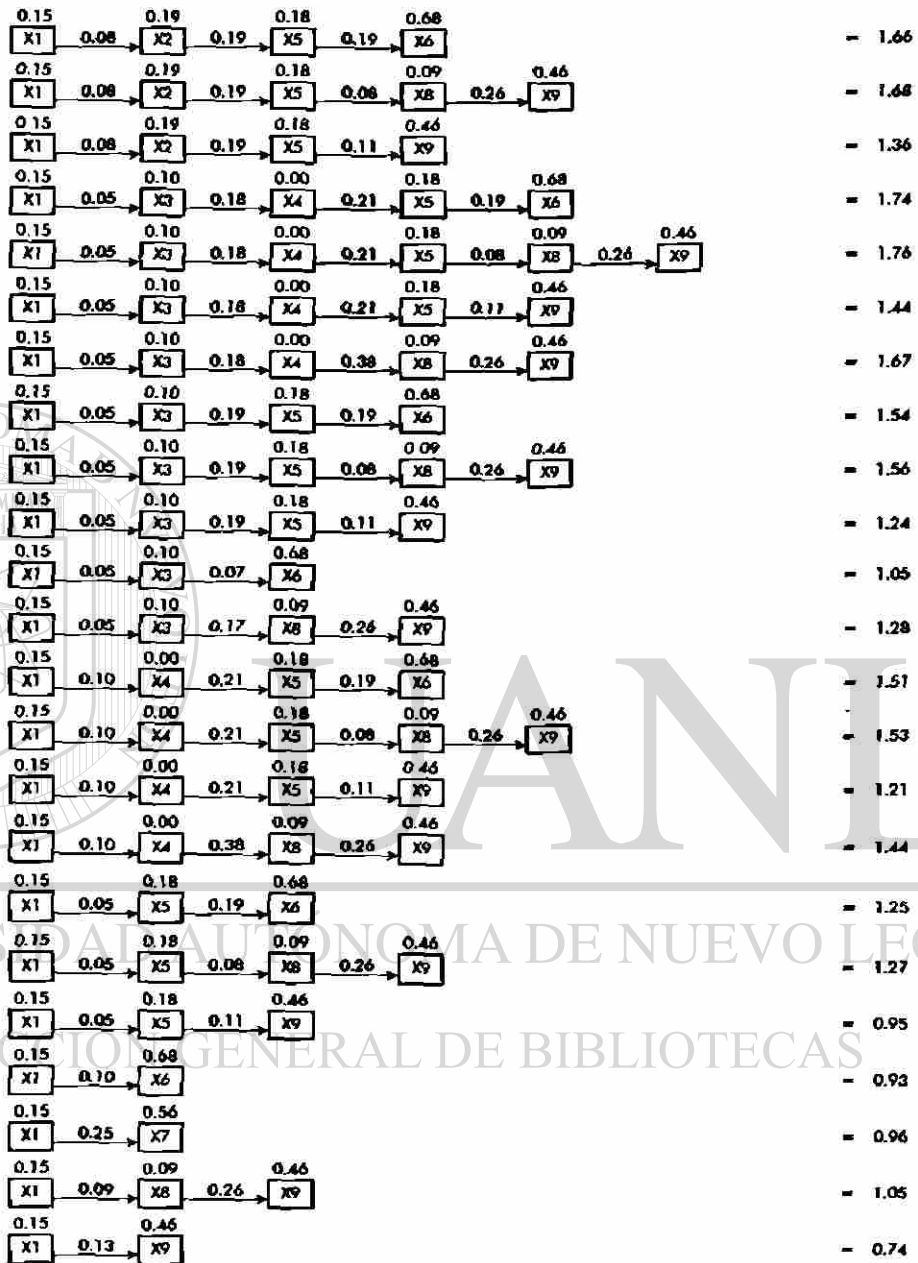 0.15 0.19 0.18 0.68
X1 0.08 X2 0.19 X5 0.19 X6 = 1.66
0.15 0.19 0.18 0.09 0.46
X1 0.08 X2 0.19 X5 0.08 X8 0.26 X9 = 1.68
0.15 0.19 0.18 0.46
X1 0.08 X2 0.19 X5 0.11 X9 = 1.36
0.15 0.10 0.00 0.18 0.68
X1 0.05 X3 0.18 X4 0.21 X5 0.19 X6 = 1.74
0.15 0.10 0.00 0.18 0.09 0.46
X1 0.05 X3 0.18 X4 0.21 X5 0.08 X8 0.26 X9 = 1.76
0.15 0.10 0.00 0.18 0.46
X1 0.05 X3 0.18 X4 0.21 X5 0.11 X9 = 1.44
0.15 0.10 0.00 0.09 0.46
X1 0.05 X3 0.18 X4 0.38 X8 0.26 X9 = 1.67
0.15 0.10 0.18 0.68
X1 0.05 X3 0.19 X5 0.19 X6 = 1.54
0.15 0.10 0.18 0.09 0.46
X1 0.05 X3 0.19 X5 0.08 X8 0.26 X9 = 1.56
0.15 0.10 0.18 0.46
X1 0.05 X3 0.19 X5 0.11 X9 = 1.24
0.15 0.10 0.68
X1 0.05 X3 0.07 X6 = 1.05
0.15 0.10 0.09 0.46
X1 0.05 X3 0.17 X8 0.26 X9 = 1.28
0.15 0.00 0.18 0.68
X1 0.10 X4 0.21 X5 0.19 X6 = 1.51
0.15 0.00 0.18 0.09 0.46
X1 0.10 X4 0.21 X5 0.08 X8 0.26 X9 = 1.53
0.15 0.00 0.18 0.46
X1 0.10 X4 0.21 X5 0.11 X9 = 1.21
0.15 0.00 0.09 0.46
X1 0.10 X4 0.38 X8 0.26 X9 = 1.44
0.15 0.18 0.68
X1 0.05 X5 0.19 X6 = 1.25
0.15 0.18 0.09 0.46
X1 0.05 X5 0.08 X8 0.26 X9 = 1.27
0.15 0.18 0.46
X1 0.05 X5 0.11 X9 = 0.95
0.15 0.68
X1 0.10 X6 = 0.93
0.15 0.56
X1 0.25 X7 = 0.96
0.15 0.09 0.46
X1 0.09 X8 0.26 X9 = 1.05
0.15 0.46
X1 0.13 X9 = 0.74
UANL
AUTÓNOMA DE NUEVO
GENERAL DE BIBLIOTECAS